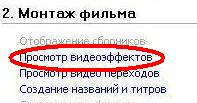 2. Монтаж фильма
Отображение сборников
Просмотр видеоэффектов
Просмотр видео переходов
Создание названий и титров